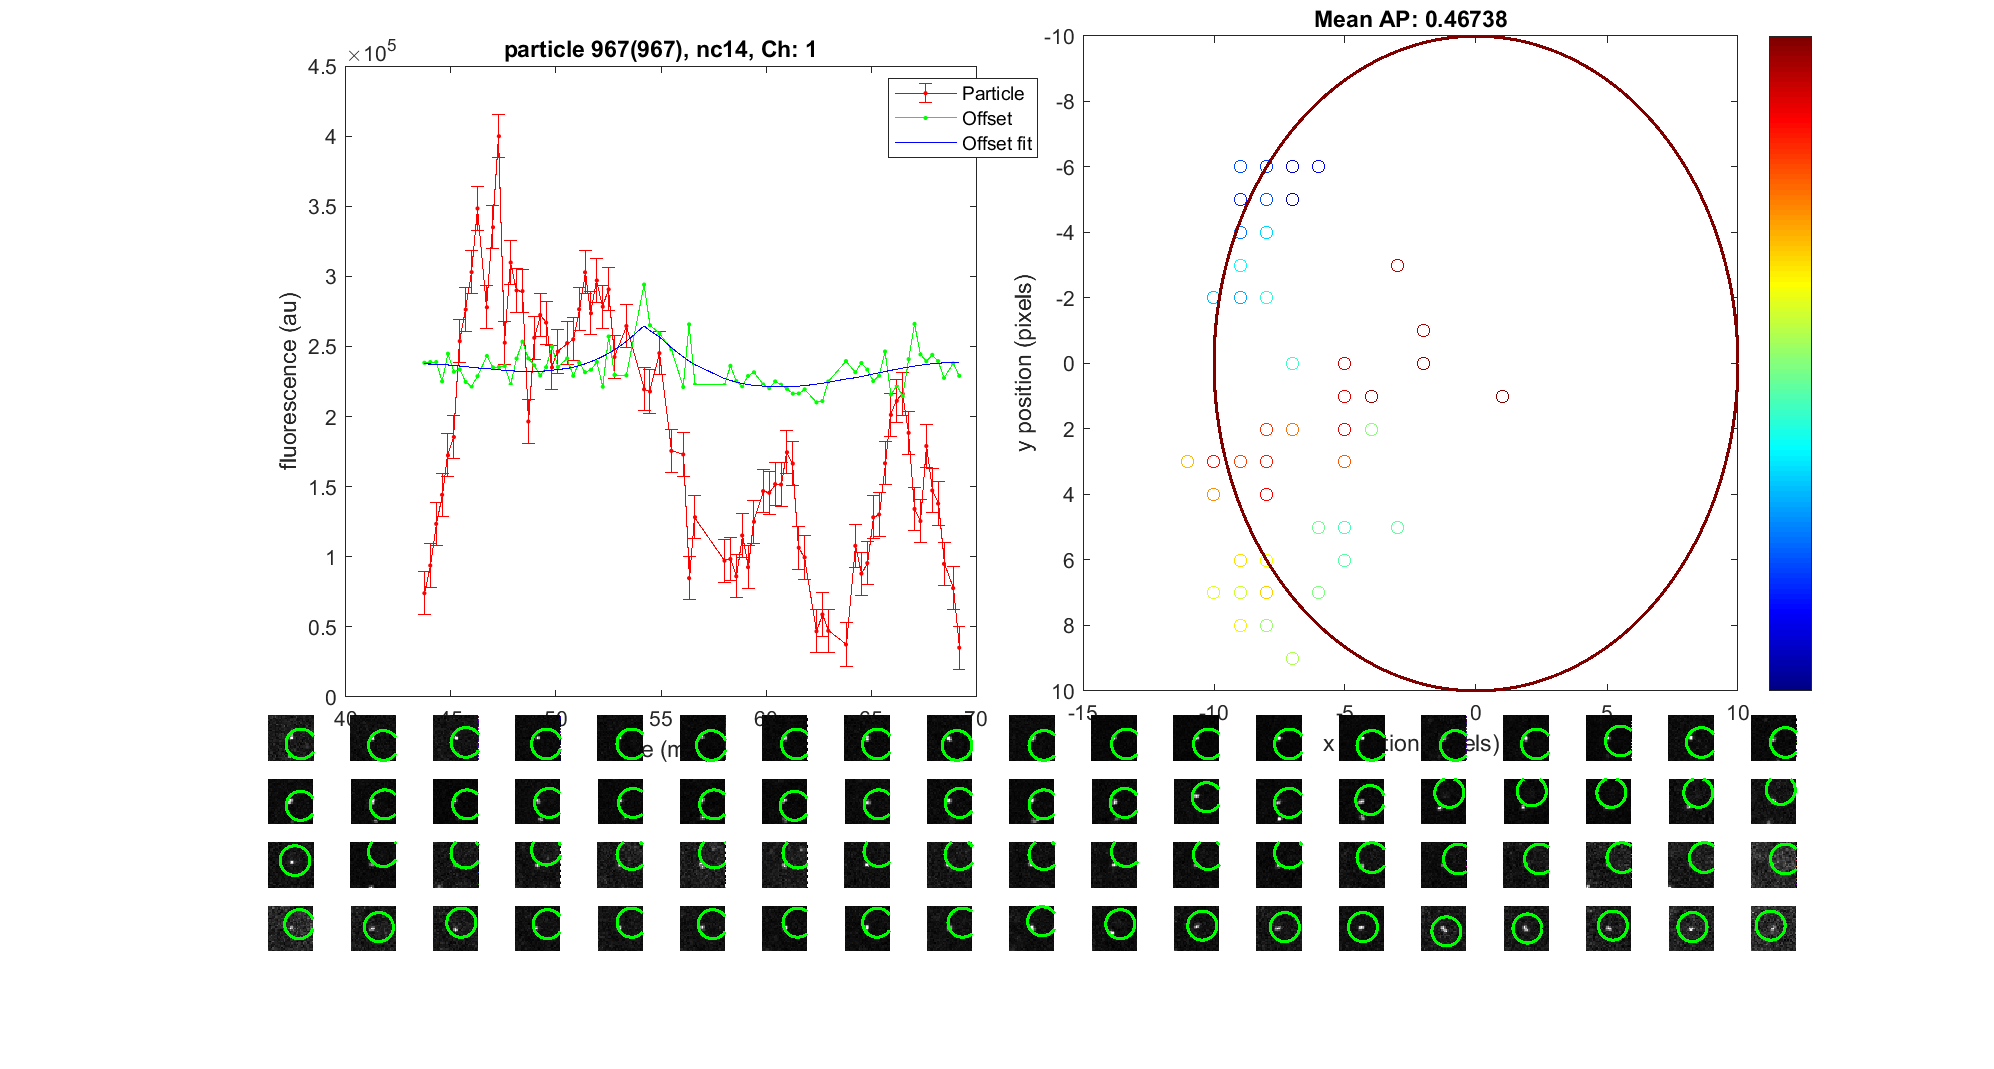 particle 967(967), nc14, Ch: 1
×10^5
4.5
4
3.5
3
2.5
2
1.5
1
0.5
0
fluorescence (au)
Particle
Offset
Offset fit
40 45 50 55 60 65 70
Mean AP: 0.46738
-10
-8
-6
-4
-2
0
2
4
6
8
10
y position (pixels)
-15 -10 -5 0 5 10